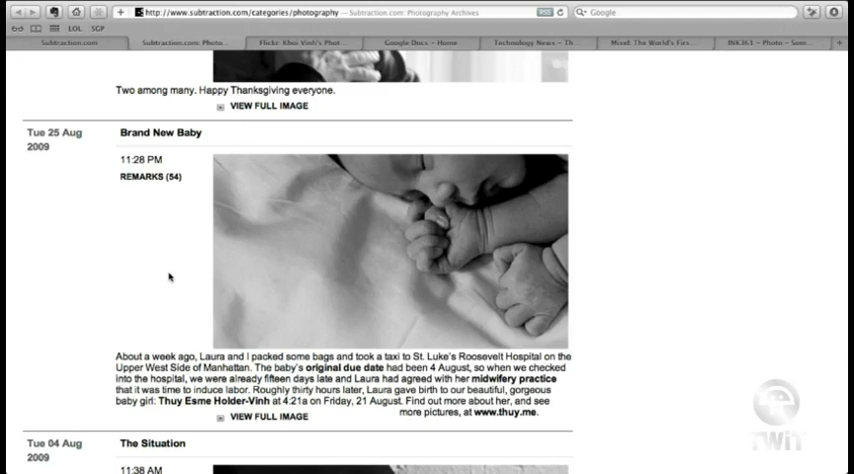 http://www.subtraction.com/categories/photography — Subtraction.com: Photography Archives
Google
LOL SGP
Subtraction.com
Subtraction.com: Photo...
Flickr: Khoi Vinh's Phot...
Google Docs - Home
Technology News - Th...
Mixel: The World's Firs...
INK361 - Photo - Som...
Two among many. Happy Thanksgiving everyone.
VIEW FULL IMAGE
Tue 25 Aug
2009
Brand New Baby
11:28 PM
REMARKS (54)
About a week ago, Laura and I packed some bags and took a taxi to St. Luke's Roosevelt Hospital on the
Upper West Side of Manhattan. The baby's original due date had been 4 August, so when we checked
into the hospital, we were already fifteen days late and Laura had agreed with her midwifery practice
that it was time to induce labor. Roughly thirty hours later, Laura gave birth to our beautiful, gorgeous
baby girl: Thuy Esme Holder-Vinh at 4:21a on Friday, 21 August. Find out more about her, and see
more pictures, at www.thuy.me.
VIEW FULL IMAGE
Tue 04 Aug
2009
The Situation
11:38 AM
TWiT